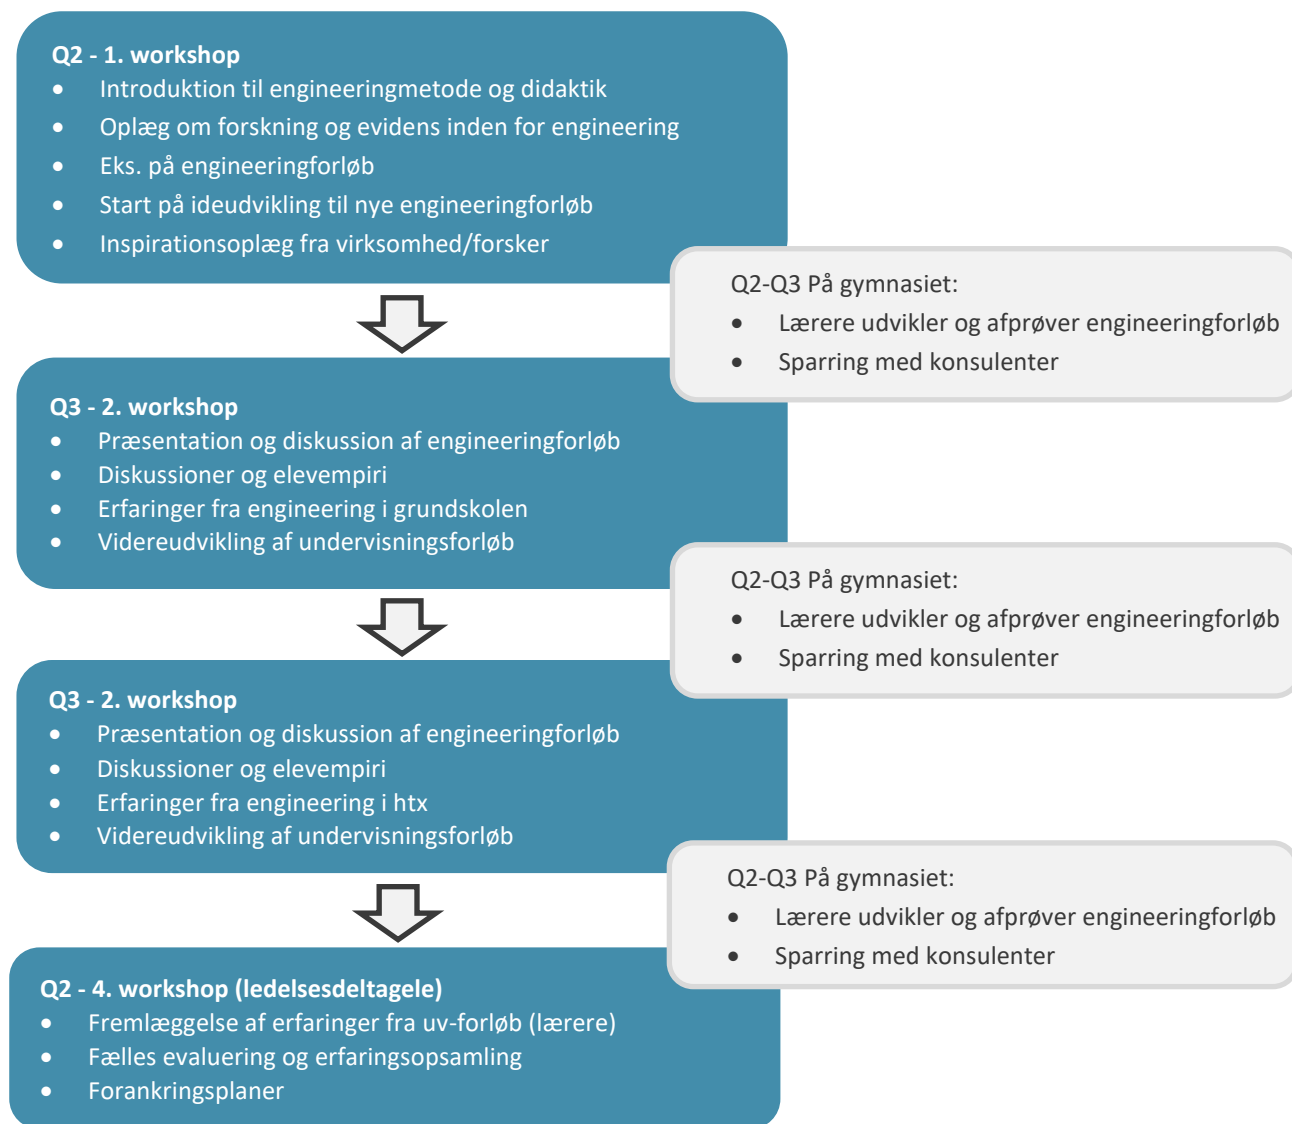 Q2 - 1. workshop
• Introduktion til engineeringmetode og didaktik
• Oplæg om forskning og evidens inden for engineering
• Eks. på engineeringforløb
• Start på ideudvikling til nye engineeringforløb
• Inspirationsoplæg fra virksomhed/forsker
Q2-Q3 På gymnasiet:
• Lærere udvikler og afprøver engineeringforløb
• Sparring med konsulenter
Q3 - 2. workshop
• Præsentation og diskussion af engineeringforløb
• Diskussioner og elevempiri
• Erfaringer fra engineering i grundskolen
• Videreudvikling af undervisningsforløb
Q2-Q3 På gymnasiet:
• Lærere udvikler og afprøver engineeringforløb
• Sparring med konsulenter
Q3 - 2. workshop
• Præsentation og diskussion af engineeringforløb
• Diskussioner og elevempiri
• Erfaringer fra engineering i htx
• Videreudvikling af undervisningsforløb
Q2-Q3 På gymnasiet:
• Lærere udvikler og afprøver engineeringforløb
• Sparring med konsulenter
Q2 - 4. workshop (ledelsesdeltagele)
• Fremlæggelse af erfaringer fra uv-forløb (lærere)
• Fælles evaluering og erfaringsopsamling
• Forankringsplaner